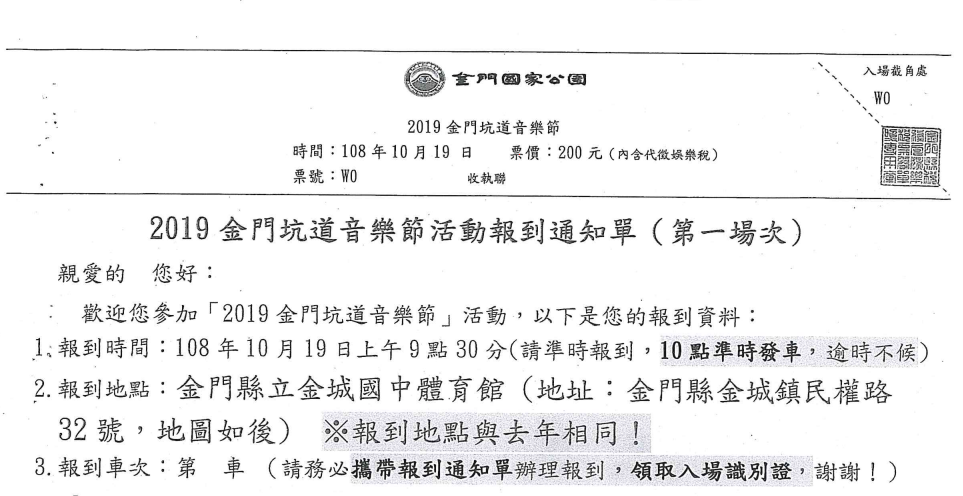 金門國家公園
入場截角處
W0
2019 金門坑道音樂節
時間：108 年 10 月 19 日 票價：200 元（內含代徵娛樂稅）
票號：W0 收執聯
2019 金門坑道音樂節活動報到通知單（第一場次）
親愛的 您好：
歡迎您參加「2019 金門坑道音樂節」活動，以下是您的報到資料：
1、報到時間：108 年 10 月 19 日上午 9 點 30 分(請準時報到，10 點準時發車，逾時不候)
2. 報到地點：金門縣立金城國中體育館（地址：金門縣金城鎮民權路
32 號，地圖如後） ※報到地點與去年相同！
3. 報到車次：第 車 （請務必攜帶報到通知單辦理報到，領取入場識別證，謝謝！）